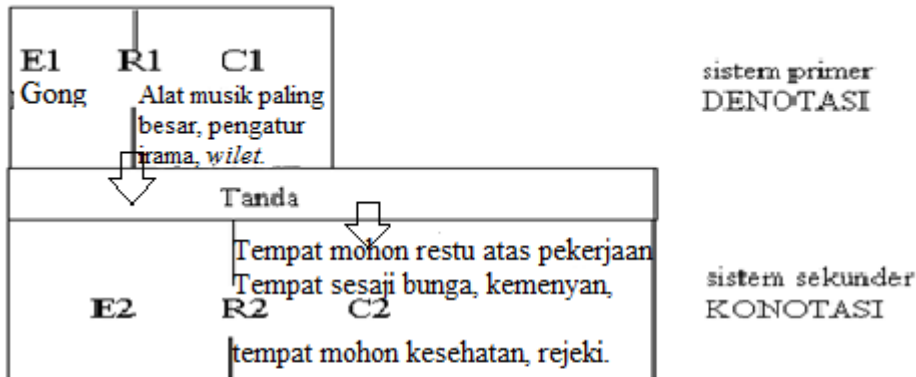 E1 R1 C1
Gong Alat musik paling
besar, pengatur
irama, wilet.
sistem primer
DENOTASI
Tanda
Tempat mohon restu atas pekerjaan
Tempat sesaji bunga, kemenyan,
E2 R2 C2
tempat mohon kesehatan, rejeki.
sistem sekunder
KONOTASI